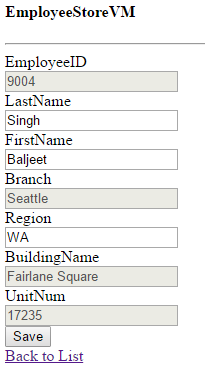 EmployeeStoreVM
EmployeeID
9004
LastName
Singh
FirstName
Baljeet
Branch
Seattle
Region
WA
BuildingName
Fairlane Square
UnitNum
17235
Save
Back to List